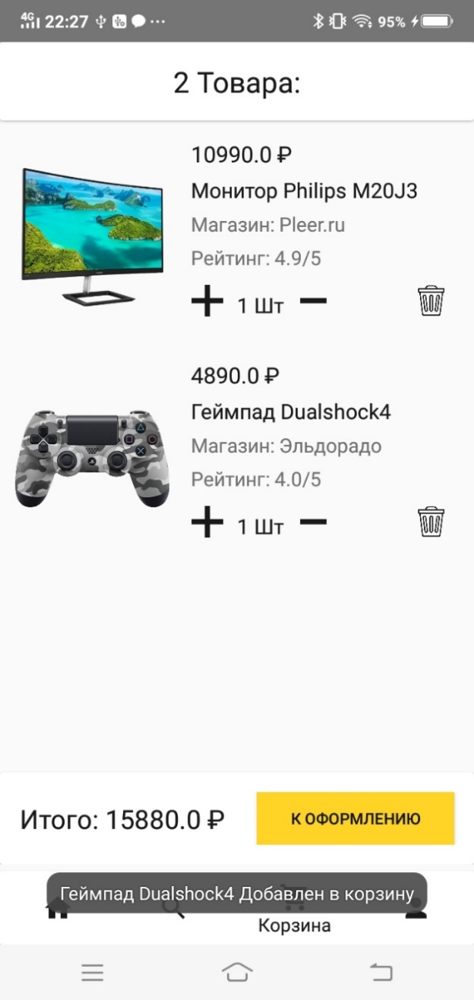 4G 22:27 ... 95%
2 Товара:
10990.0 ₽
Монитор Philips M20J3
Магазин: Pleer.ru
Рейтинг: 4.9/5
+ 1 Шт −
4890.0 ₽
Геймпад Dualshock4
Магазин: Эльдорадо
Рейтинг: 4.0/5
+ 1 Шт −
Итого: 15880.0 ₽
К ОФОРМЛЕНИЮ
Геймпад Dualshock4 Добавлен в корзину
Корзина